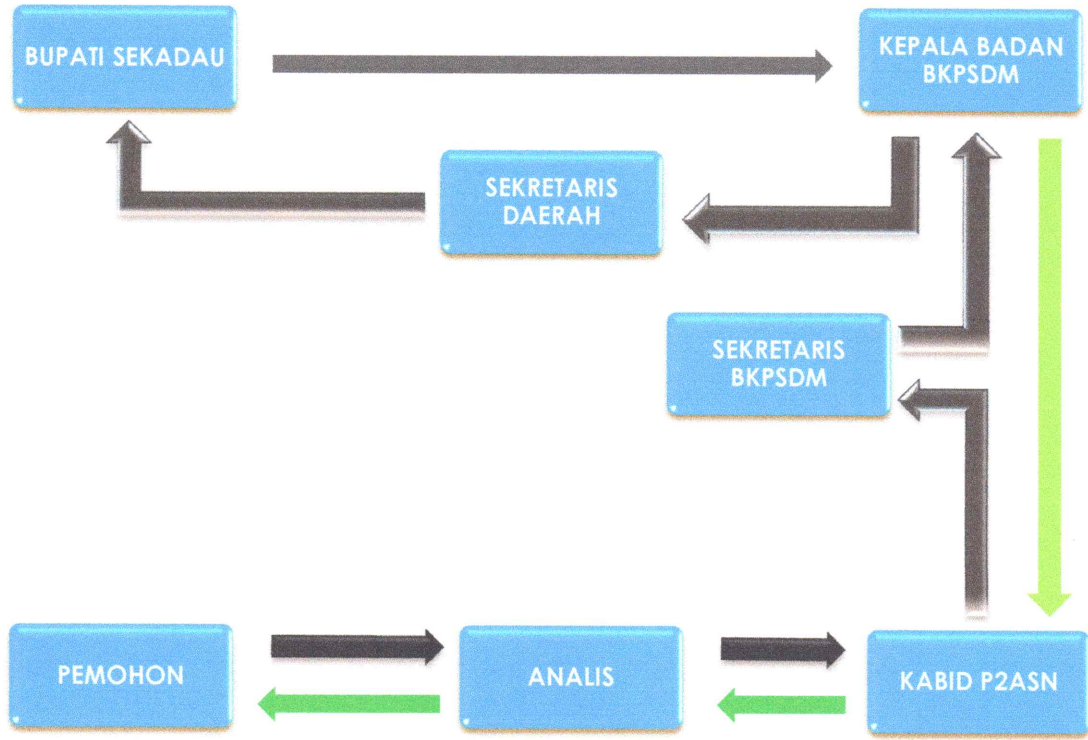 BUPATI SEKADAU
KEPALA BADAN
BKPSDM
SEKRETARIS
DAERAH
SEKRETARIS
BKPSDM
PEMOHON
ANALIS
KABID P2ASN